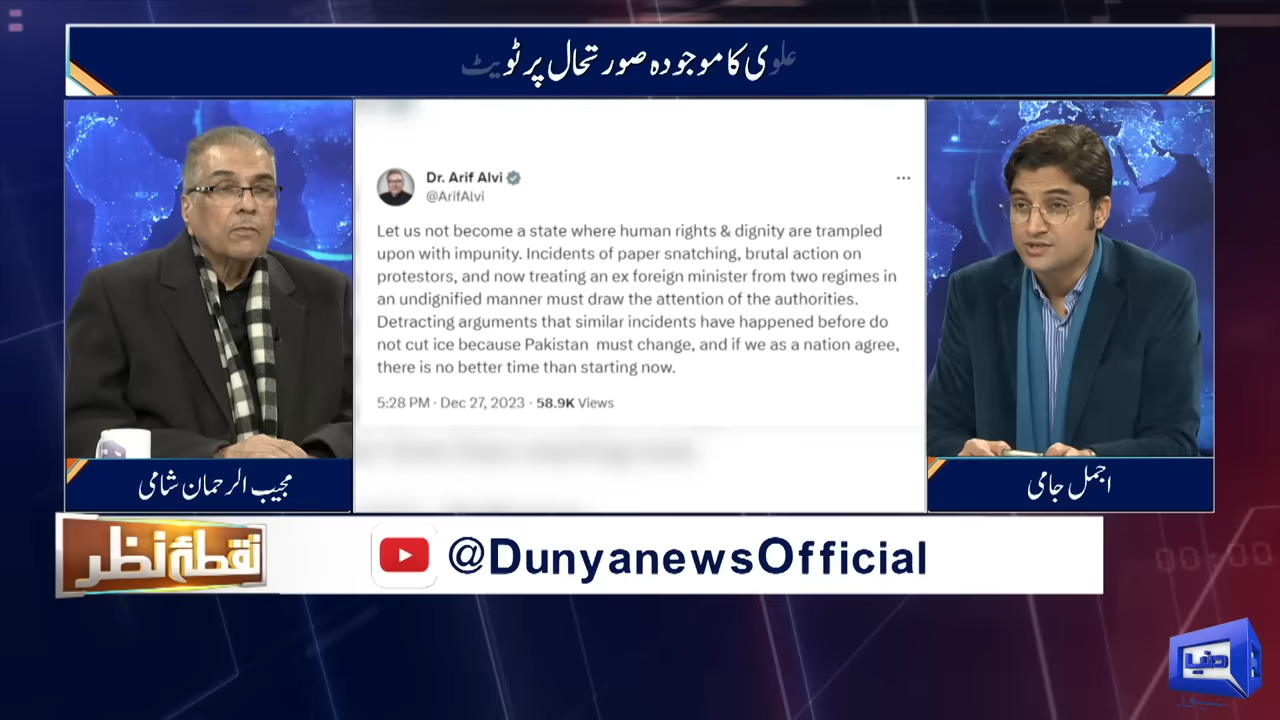 علوی کا موجودہ صورتحال پر ٹویٹ
Dr. Arif Alvi
@ArifAlvi
Let us not become a state where human rights & dignity are trampled
upon with impunity. Incidents of paper snatching, brutal action on
protestors, and now treating an ex foreign minister from two regimes in
an undignified manner must draw the attention of the authorities.
Detracting arguments that similar incidents have happened before do
not cut ice because Pakistan must change, and if we as a nation agree,
there is no better time than starting now.
5:28 PM · Dec 27, 2023 · 58.9K Views
مجیب الرحمان شامی
اجمل جامی
نقطۂ نظر
@DunyanewsOfficial
00:00
دنیا
نیوز